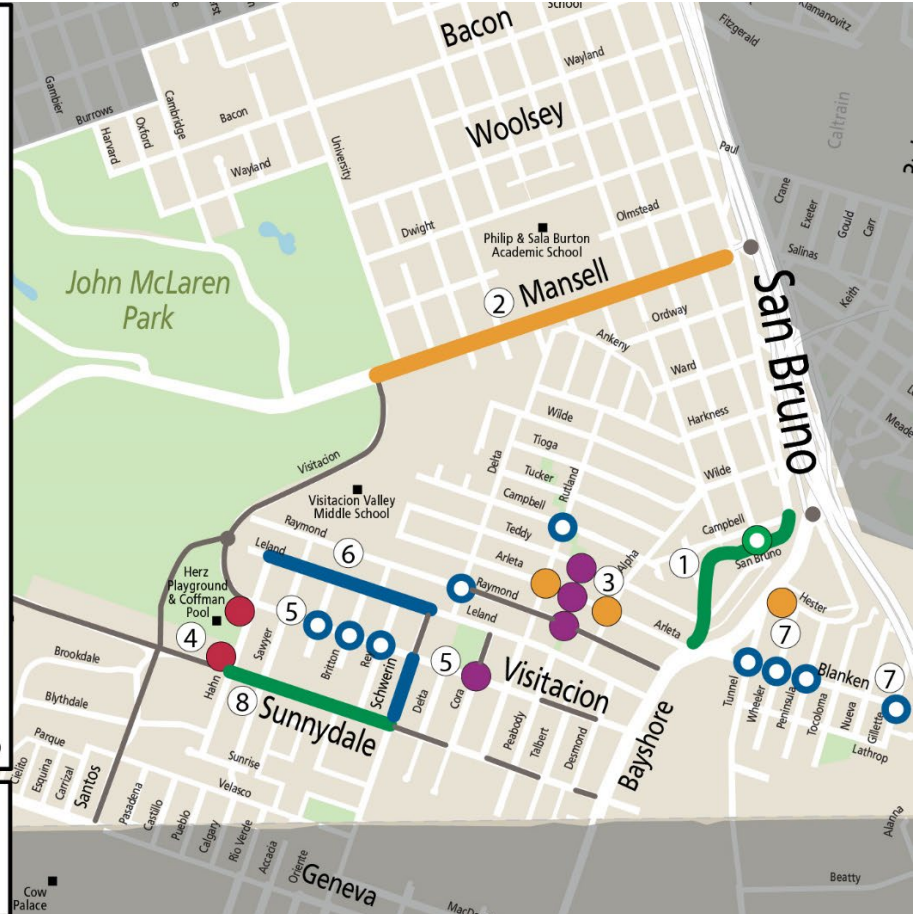 School
Bacon
Klamanovitz
Fitzgerald
Wayland
Gambier
Burrows
Cambridge
Oxford
Harvard
Bacon
Woolsey
Caltrain
University
Paul
Wayland
Crane
Exeter
Gould
Carr
Olmstead
Dwight
Philip & Sala Burton
Academic School
Salinas
John McLaren
Park
San Bruno
Keith
2
Mansell
Ordway
Ankeny
Ward
Wilde
Harkness
Tioga
Delta
Visitacion
Tucker
Rutland
Wilde
Visitacion Valley
Middle School
Campbell
Campbell
Raymond
Teddy
San Bruno
Leland
6
Arleta
Alpha
1
Herz
Playground
& Coffman
Pool
Raymond
3
Hester
5
Leland
Arleta
7
4
Sawyer
Britton
Schwerin
5
Visitacion
Blanken
7
Brookdale
Hahn
8
Sunnydale
Delta
Cora
Tunnel
Wheeler
Peninsula
Tocoloma
Nueva
Gillette
Blythdale
Peabody
Talbert
Desmond
Lathrop
Parque
Sunrise
Bayshore
Cielito
Esquina
Carrizal
Santos
Velasco
Pasadena
Castillo
Pueblo
Calgary
Rio Verde
Accacia
Oriente
Alanna
Geneva
Beatty
Cow
Palace